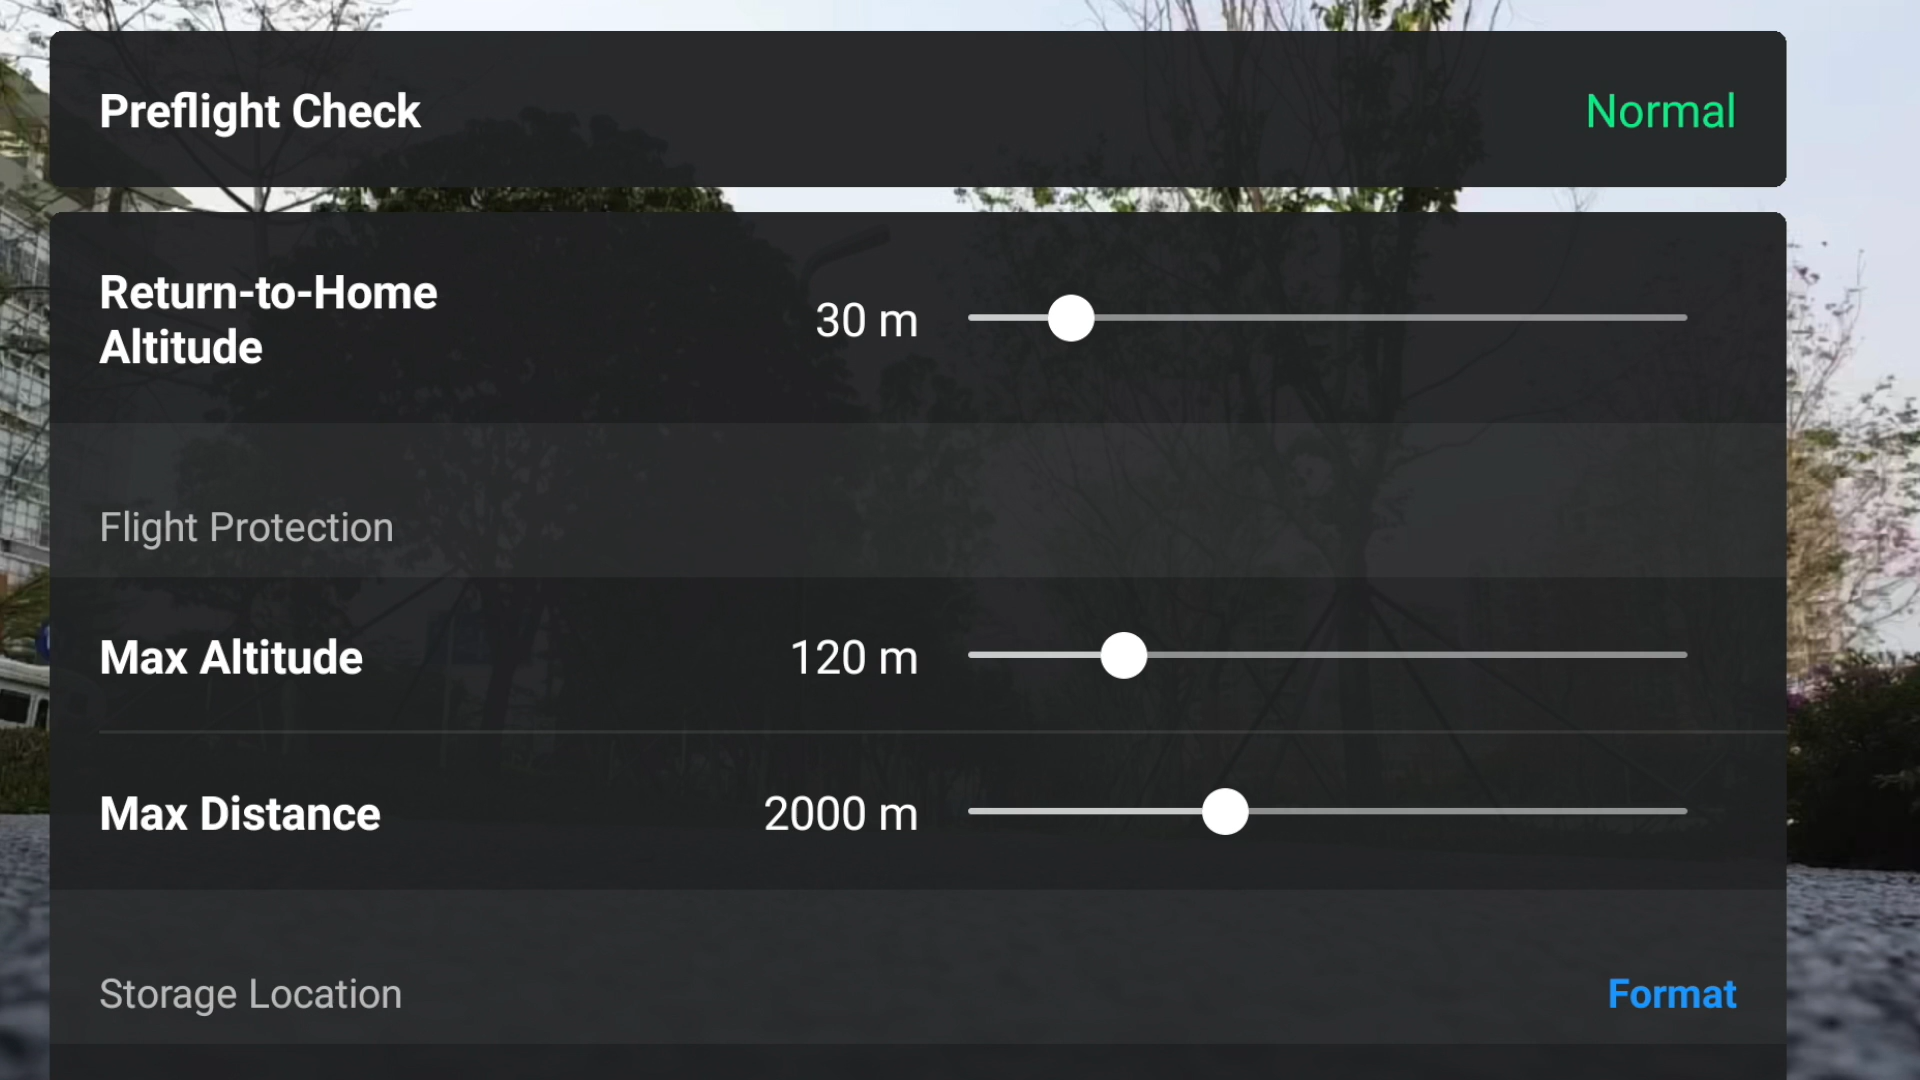 Preflight Check
Normal
Return-to-Home
Altitude
30 m
Flight Protection
Max Altitude
120 m
Max Distance
2000 m
Storage Location
Format